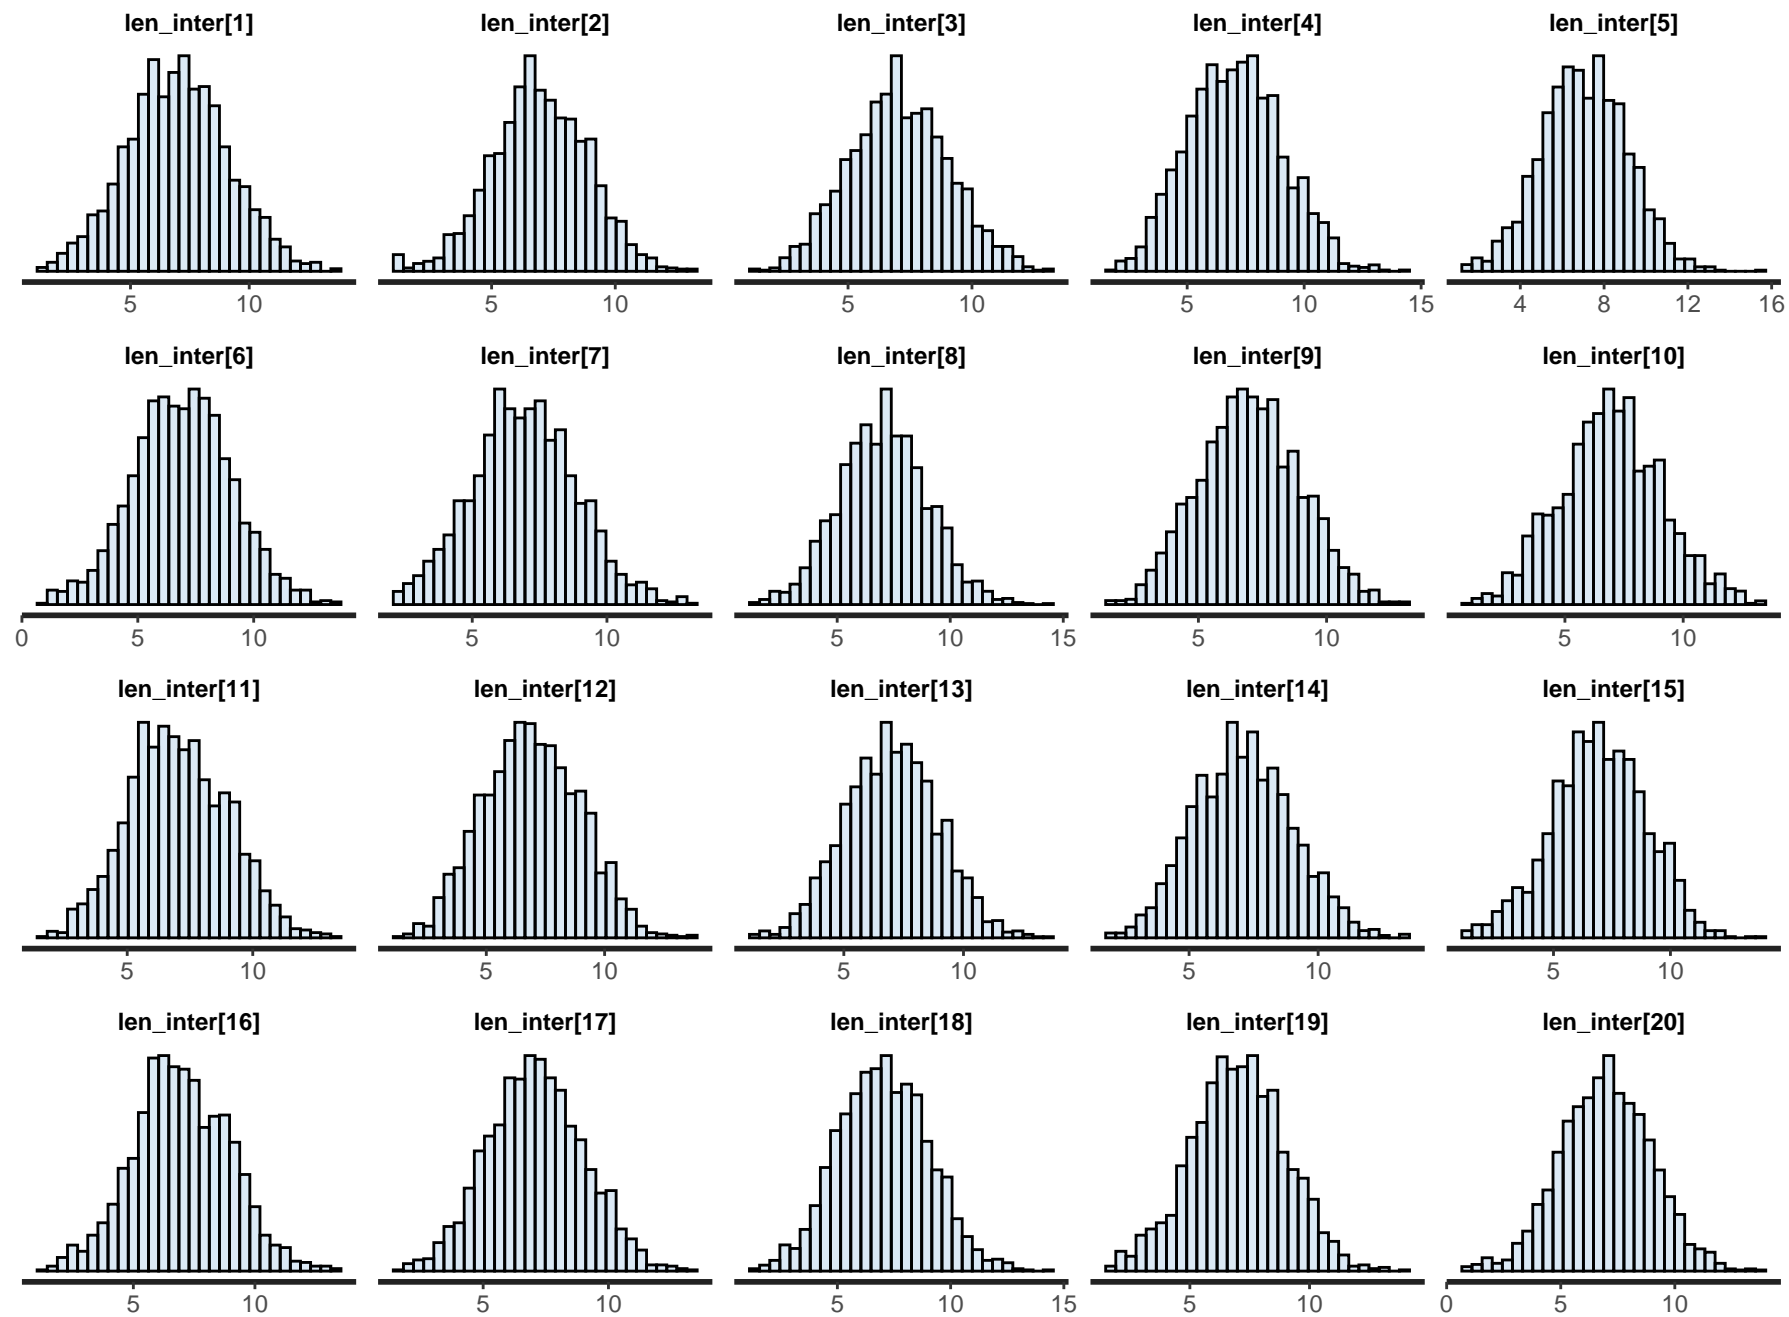 len_inter[1] len_inter[2] len_inter[3] len_inter[4] len_inter[5]
5 10 5 10 5 10 5 10 15 4 8 12 16
len_inter[6] len_inter[7] len_inter[8] len_inter[9] len_inter[10]
0 5 10 5 10 5 10 15 5 10 5 10
len_inter[11] len_inter[12] len_inter[13] len_inter[14] len_inter[15]
5 10 5 10 5 10 5 10 5 10
len_inter[16] len_inter[17] len_inter[18] len_inter[19] len_inter[20]
5 10 5 10 5 10 15 5 10 0 5 10